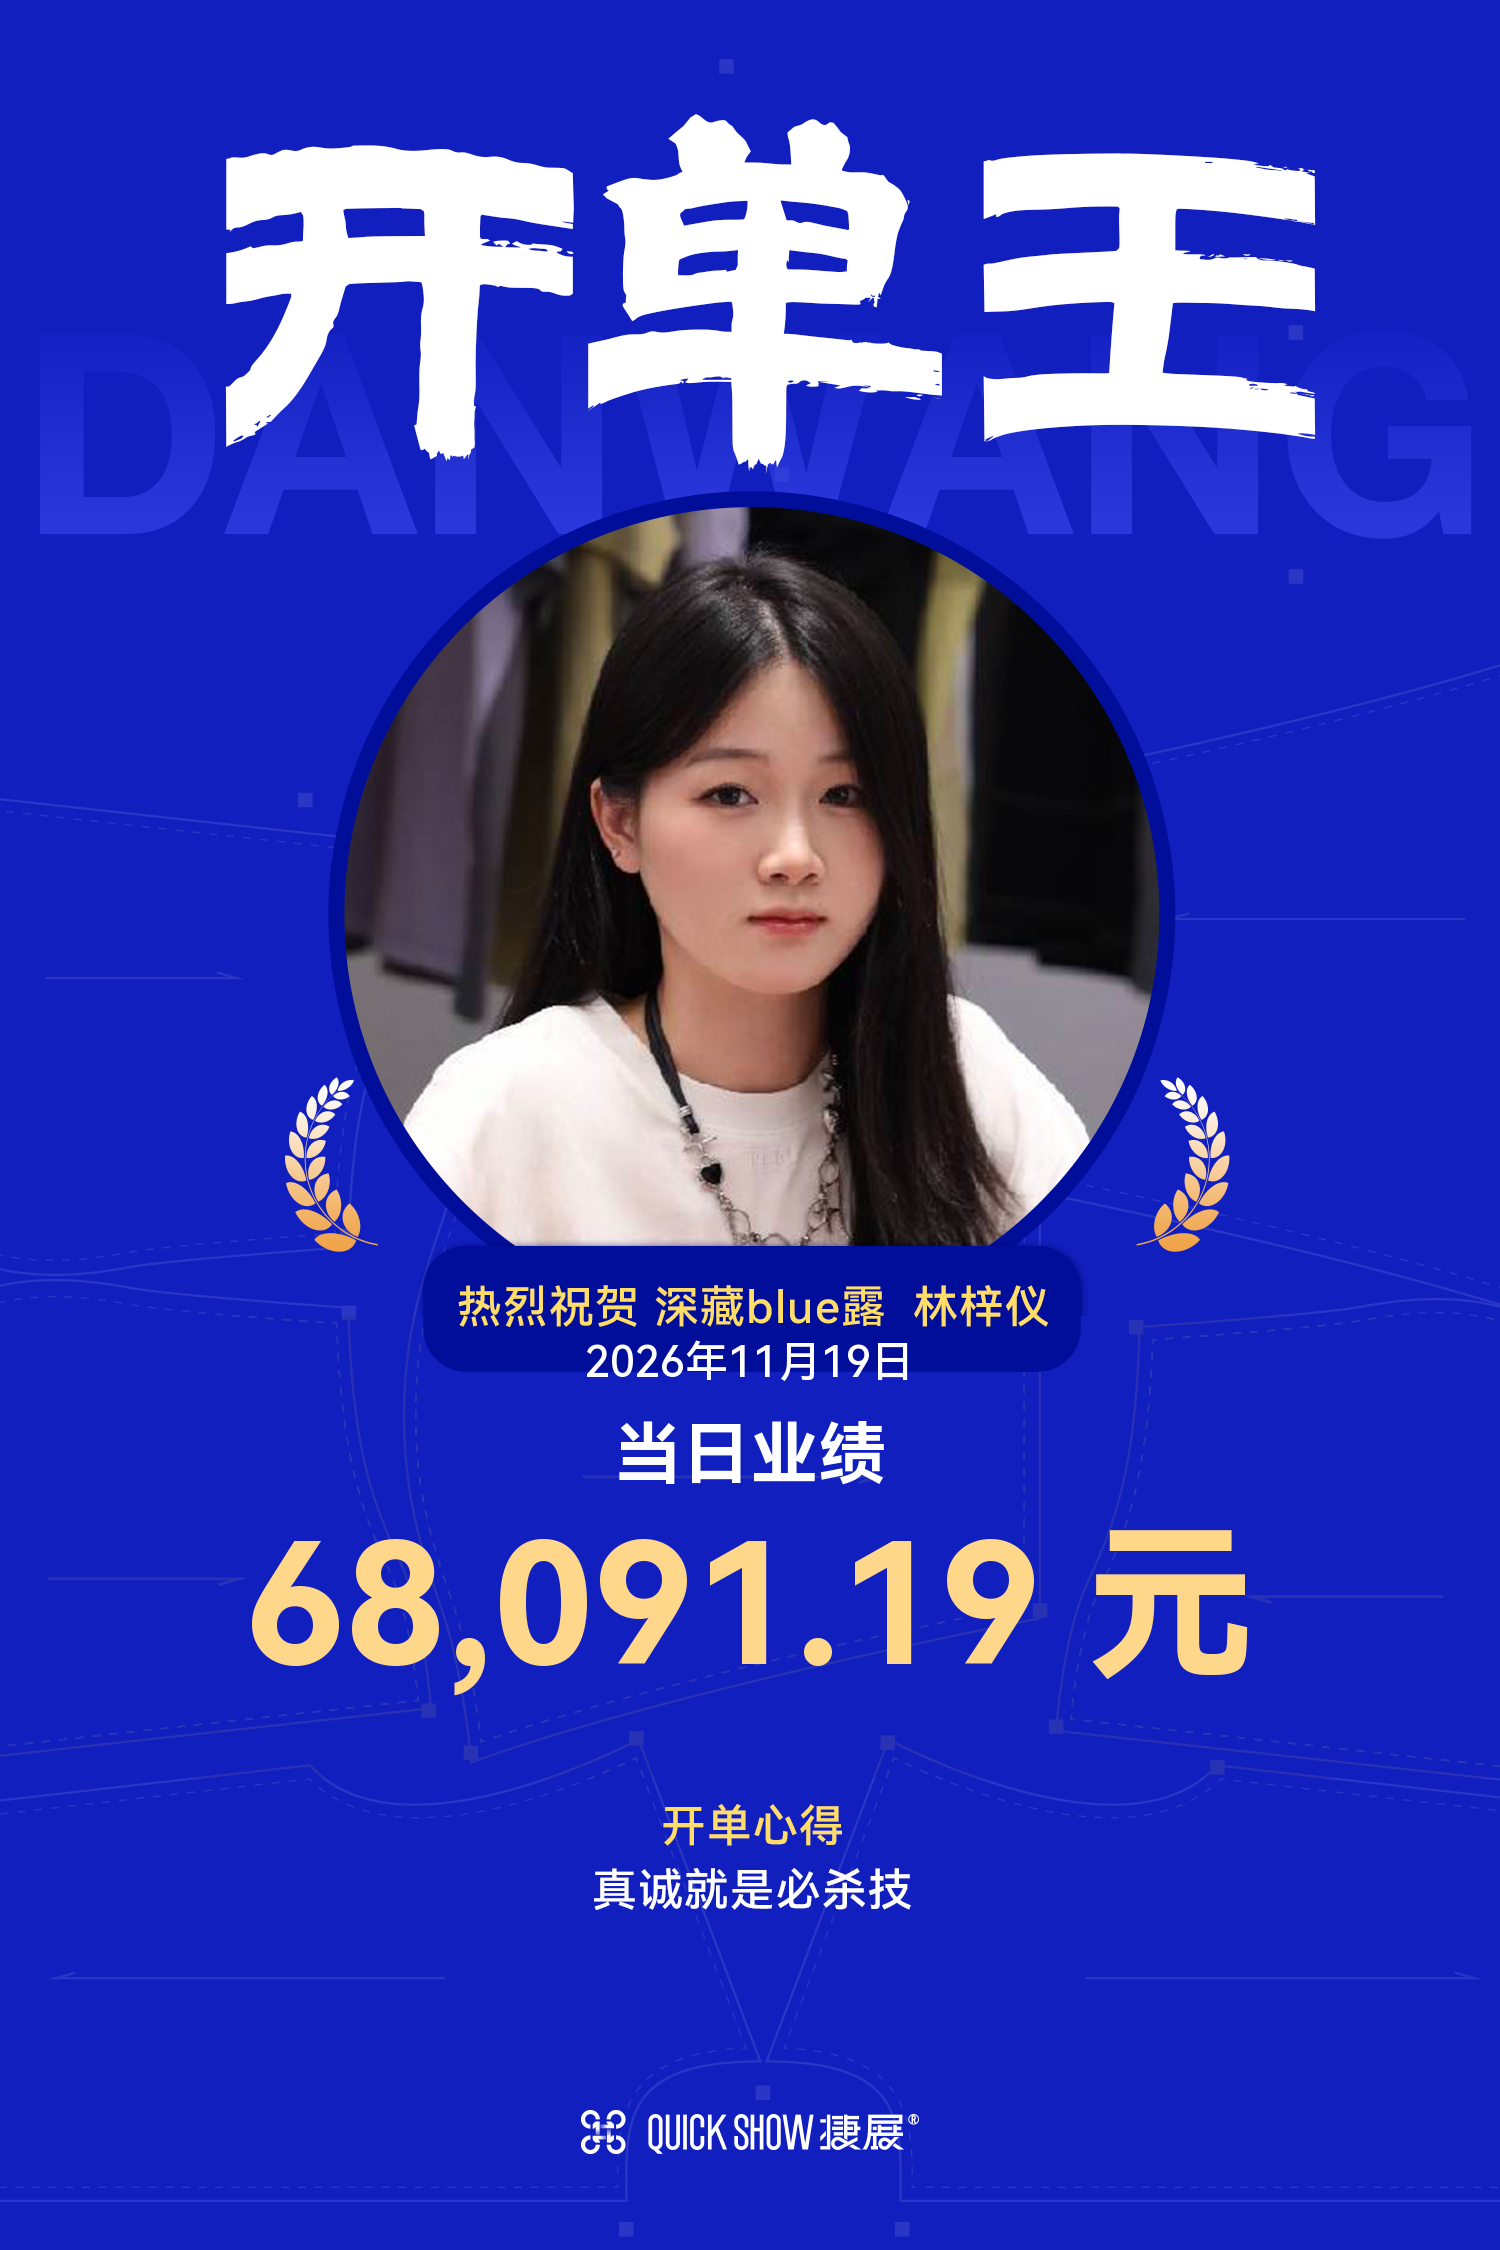 开单王
DANWANG
热烈祝贺 深藏blue露 林梓仪
2026年11月19日
当日业绩
68,091.19 元
开单心得
真诚就是必杀技
QUICK SHOW 捷展®